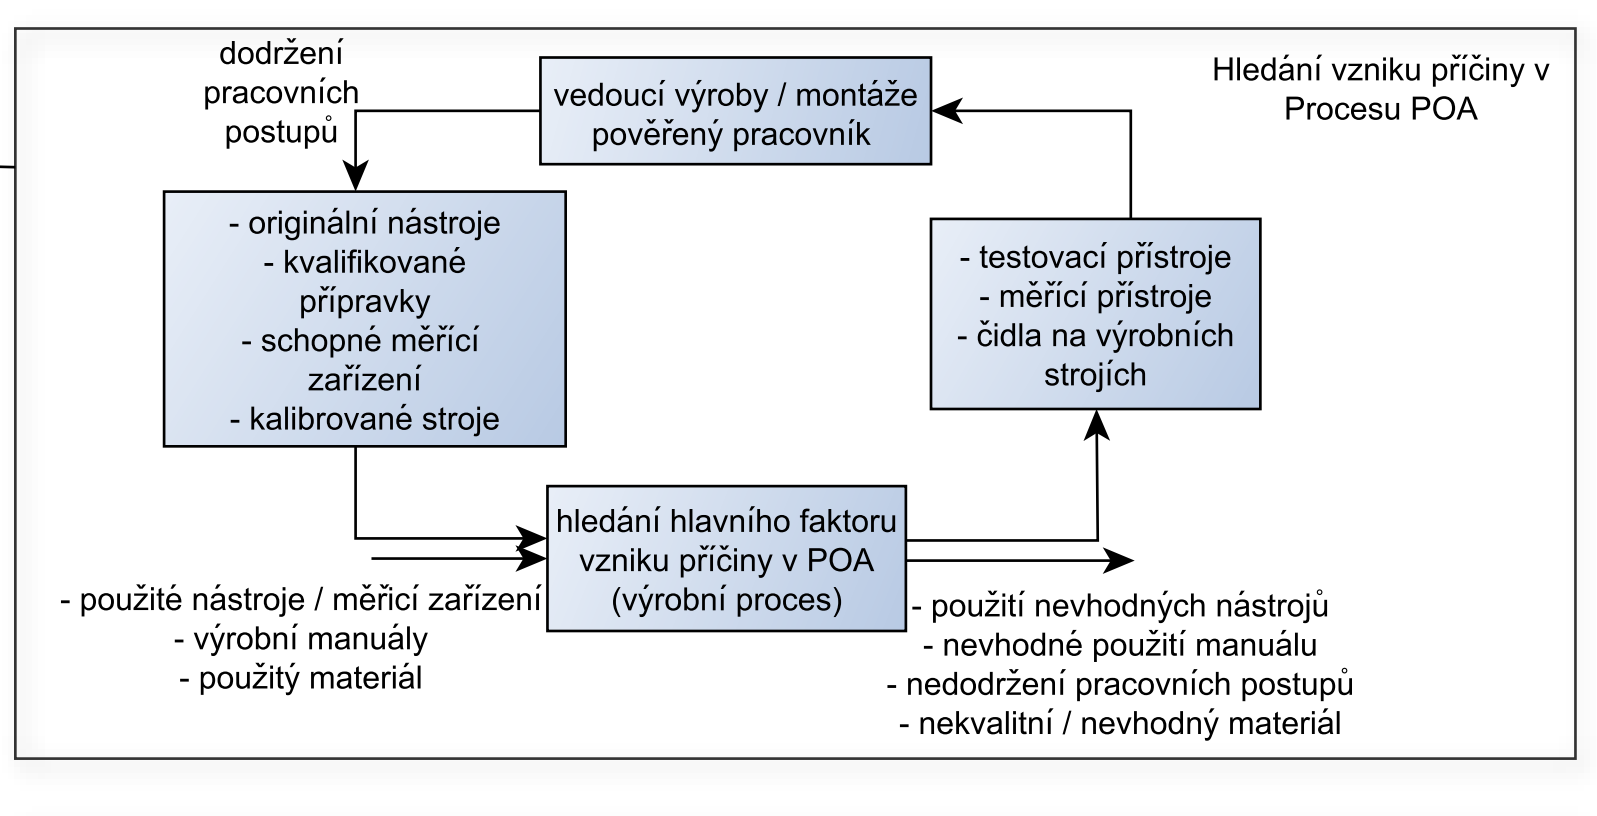 dodržení
pracovních
postupů
vedoucí výroby / montáže
pověřený pracovník
Hledání vzniku příčiny v
Procesu POA
- originální nástroje
- kvalifikované
přípravky
- schopné měřící
zařízení
- kalibrované stroje
- testovací přístroje
- měřící přístroje
- čidla na výrobních
strojích
hledání hlavního faktoru
vzniku příčiny v POA
(výrobní proces)
- použité nástroje / měřicí zařízení
- výrobní manuály
- použitý materiál
- použití nevhodných nástrojů
- nevhodné použití manuálu
- nedodržení pracovních postupů
- nekvalitní / nevhodný materiál